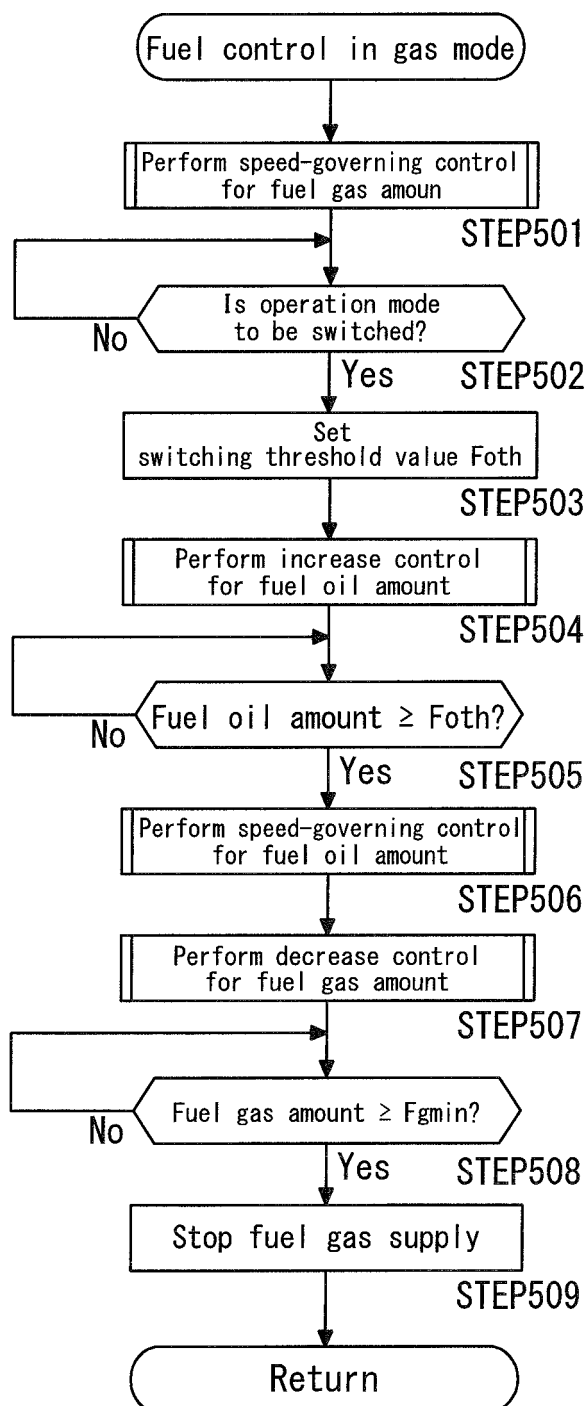 Fuel control in gas mode
Perform speed-governing control
for fuel gas amoun
STEP501
Is operation mode
to be switched?
No
Yes
STEP502
Set
switching threshold value Foth
STEP503
Perform increase control
for fuel oil amount
STEP504
Fuel oil amount ≥ Foth?
No
Yes
STEP505
Perform speed-governing control
for fuel oil amount
STEP506
Perform decrease control
for fuel gas amount
STEP507
Fuel gas amount ≥ Fgmin?
No
Yes
STEP508
Stop fuel gas supply
STEP509
Return